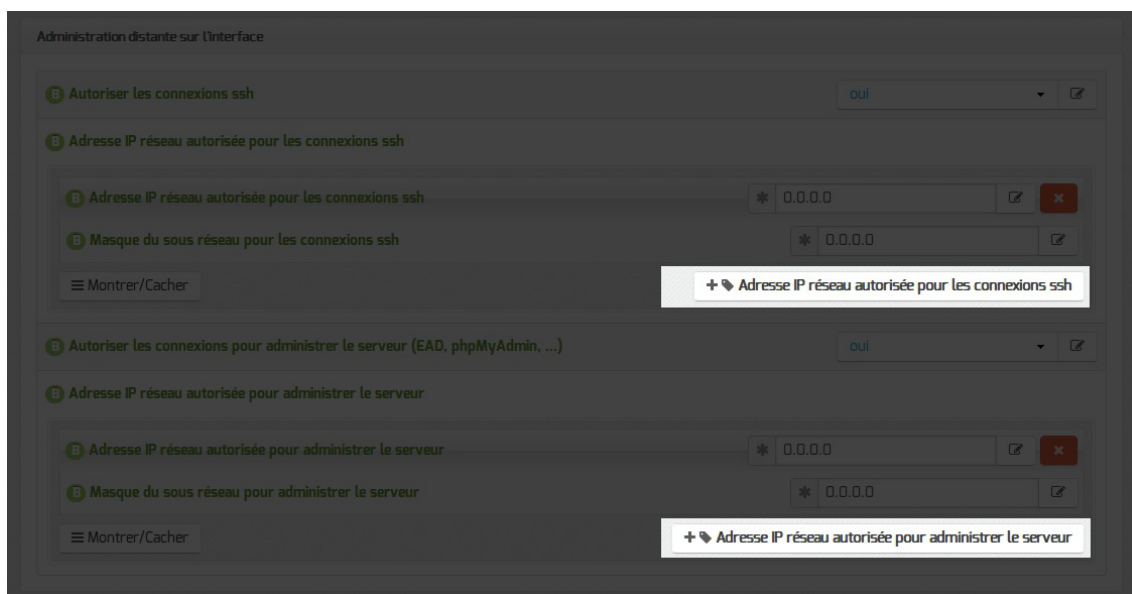 Administration distante sur l'interface
B Autoriser les connexions ssh oui
B Adresse IP réseau autorisée pour les connexions ssh
B Adresse IP réseau autorisée pour les connexions ssh 0.0.0.0
B Masque du sous réseau pour les connexions ssh 0.0.0.0
Montrer/Cacher + Adresse IP réseau autorisée pour les connexions ssh
B Autoriser les connexions pour administrer le serveur (EAD, phpMyAdmin, ...) oui
B Adresse IP réseau autorisée pour administrer le serveur
B Adresse IP réseau autorisée pour administrer le serveur 0.0.0.0
B Masque du sous réseau pour administrer le serveur 0.0.0.0
Montrer/Cacher + Adresse IP réseau autorisée pour administrer le serveur